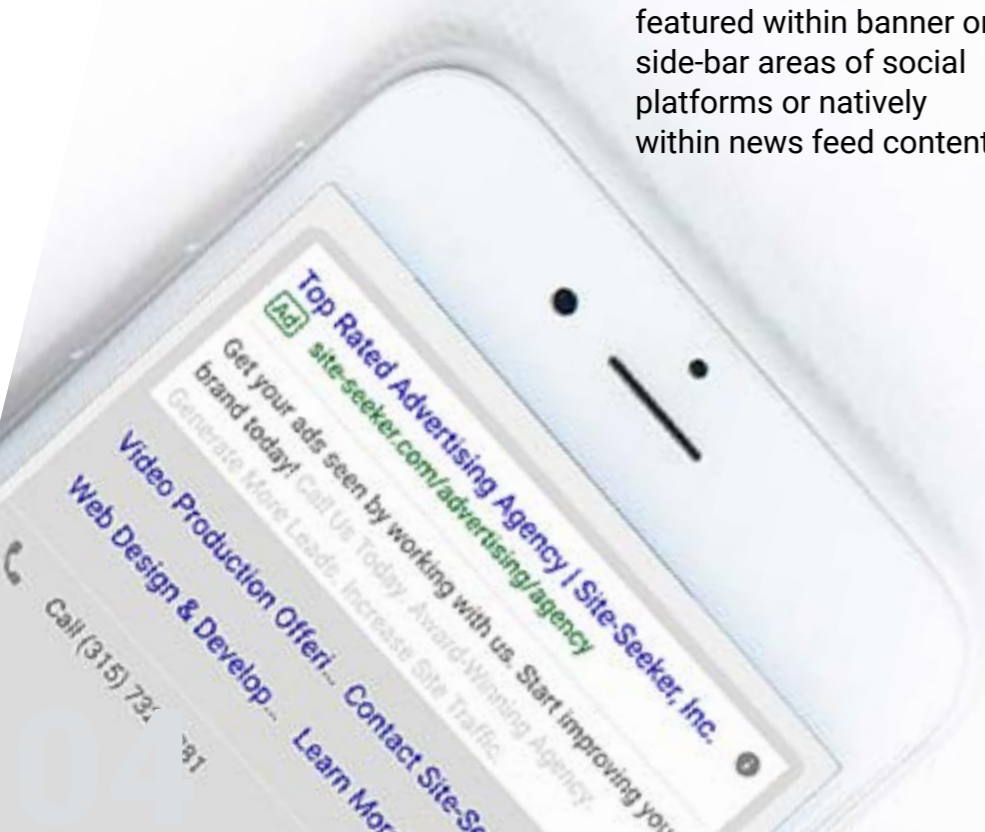 featured within banner or
side-bar areas of social
platforms or natively
within news feed content
Top Rated Advertising Agency | Site-Seeker, Inc.
Ad site-seeker.com/advertising/agency
Get your ads seen by working with us. Start improving you
brand today! Call Us Today. Award-Winning Agency.
Generate More Leads. Increase Site Traffic.
Video Production Offeri... Contact Site-Se
Web Design & Develop... Learn Mor
Call (315) 732 81
04